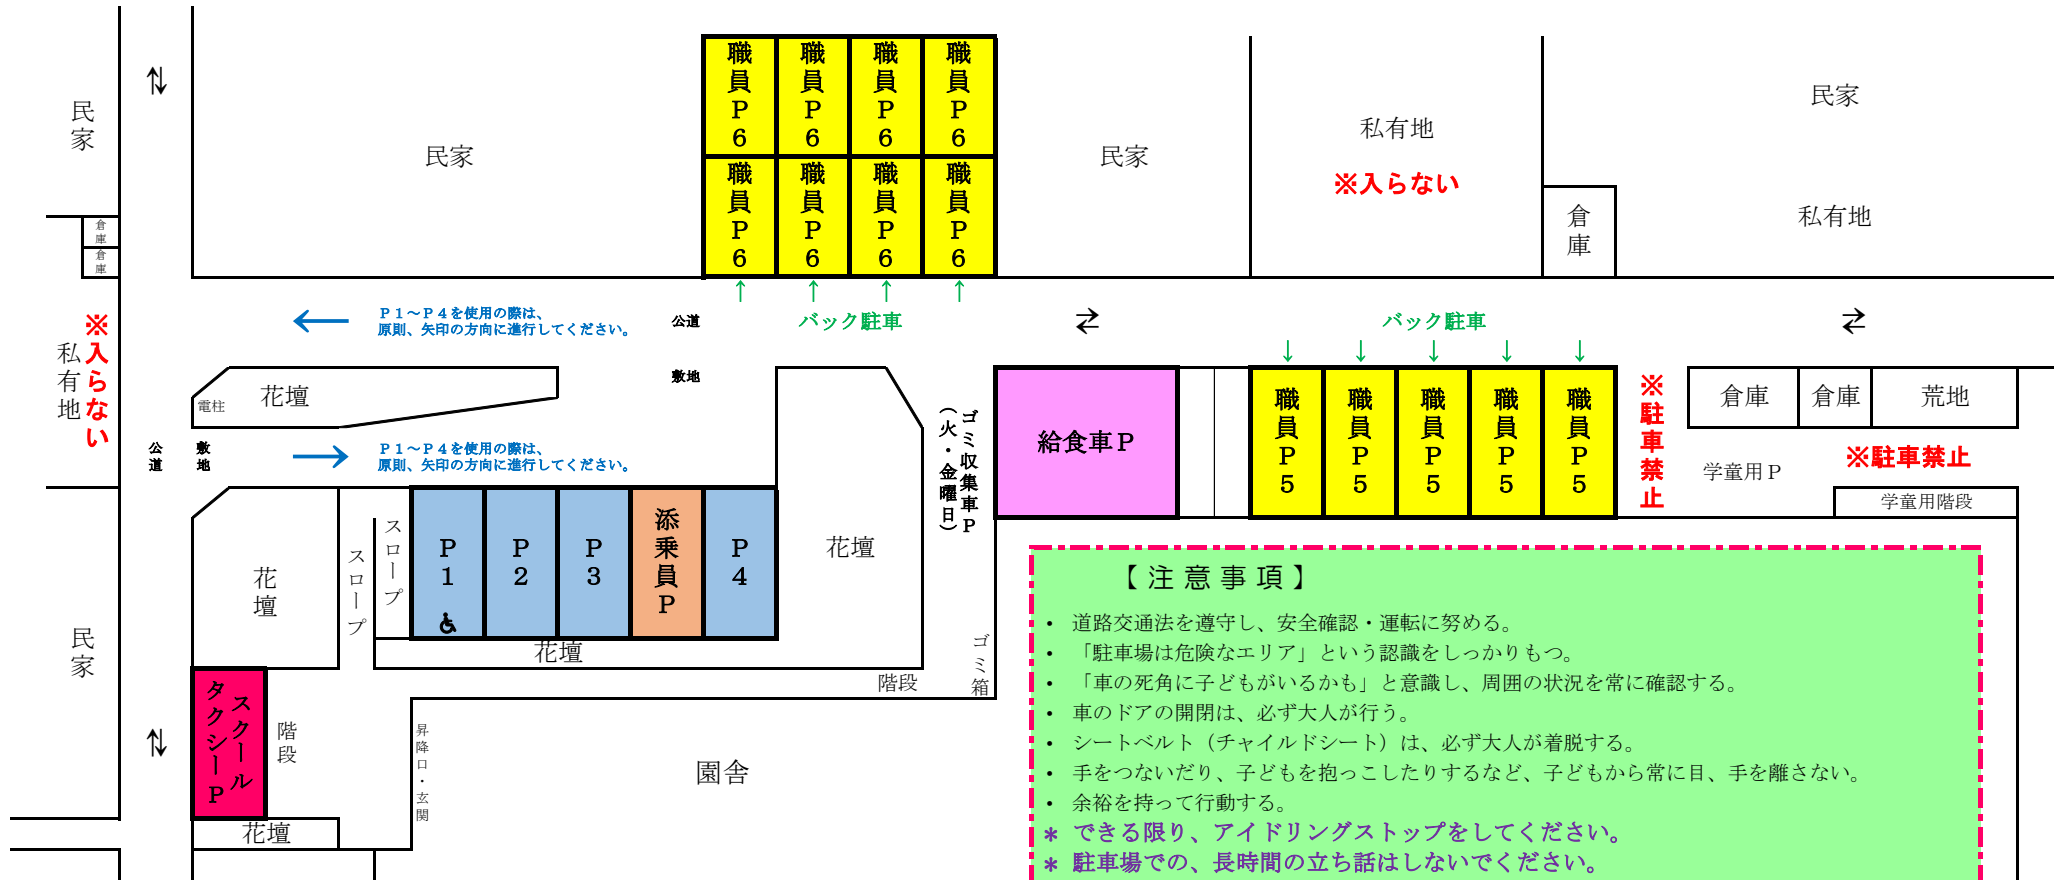 民家
⇅
民家
職員P6
職員P6
職員P6
職員P6
職員P6
職員P6
職員P6
職員P6
民家
私有地
※入らない
民家
私有地
倉庫
倉庫
倉庫
※入らない
私有地
←
P1～P4を使用の際は、
原則、矢印の方向に進行してください。
公道
↑ ↑ ↑ ↑
バック駐車
⇄
バック駐車
↓ ↓ ↓ ↓ ↓
⇄
敷地
電柱
花壇
公道
敷地
→
P1～P4を使用の際は、
原則、矢印の方向に進行してください。
ゴミ収集車P
（火・金曜日）
給食車P
職員P5
職員P5
職員P5
職員P5
職員P5
※駐車禁止
倉庫
倉庫
荒地
学童用P
※駐車禁止
学童用階段
花壇
スロープ
スロープ
P1
P2
P3
添乗員P
P4
花壇
花壇
階段
ゴミ箱
民家
スクール
タクシーP
階段
⇅
昇降口・玄関
園舎
花壇
【注意事項】
・ 道路交通法を遵守し、安全確認・運転に努める。
・ 「駐車場は危険なエリア」という認識をしっかりもつ。
・ 「車の死角に子どもがいるかも」と意識し、周囲の状況を常に確認する。
・ 車のドアの開閉は、必ず大人が行う。
・ シートベルト（チャイルドシート）は、必ず大人が着脱する。
・ 手をつないだり、子どもを抱っこしたりするなど、子どもから常に目、手を離さない。
・ 余裕を持って行動する。
＊ できる限り、アイドリングストップをしてください。
＊ 駐車場での、長時間の立ち話はしないでください。